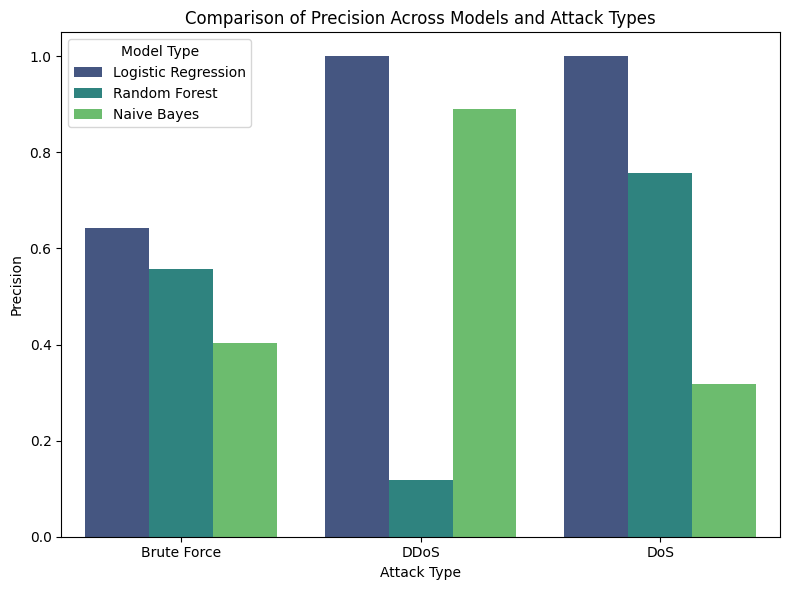 Comparison of Precision Across Models and Attack Types
Model Type
Logistic Regression
Random Forest
Naive Bayes
Precision
1.0
0.8
0.6
0.4
0.2
0.0
Brute Force
DDoS
DoS
Attack Type